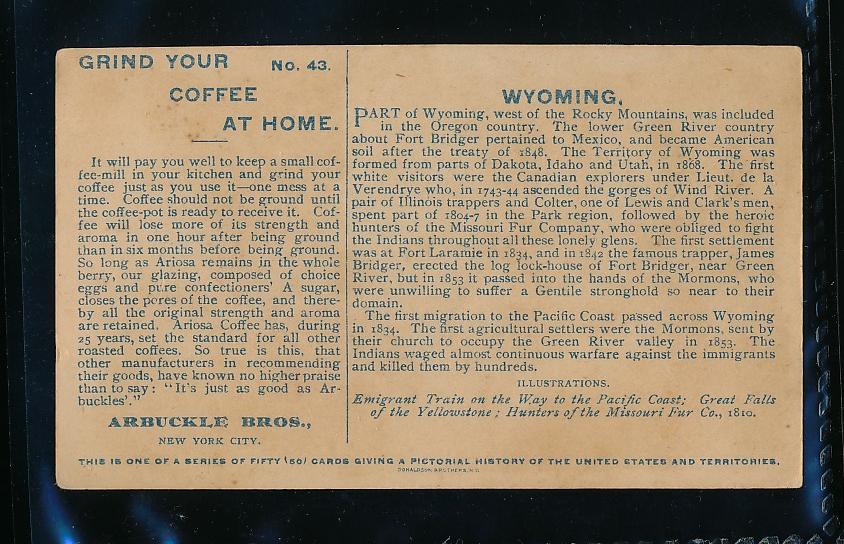 GRIND YOUR No. 43.
COFFEE
AT HOME.
It will pay you well to keep a small cof-
fee-mill in your kitchen and grind your
coffee just as you use it—one mess at a
time. Coffee should not be ground until
the coffee-pot is ready to receive it. Cof-
fee will lose more of its strength and
aroma in one hour after being ground
than in six months before being ground.
So long as Ariosa remains in the whole
berry, our glazing, composed of choice
eggs and pure confectioners' A sugar,
closes the pores of the coffee, and there-
by all the original strength and aroma
are retained. Ariosa Coffee has, during
25 years, set the standard for all other
roasted coffees. So true is this, that
other manufacturers in recommending
their goods, have known no higher praise
than to say: "It's just as good as Ar-
buckles'."
ARBUCKLE BROS.,
NEW YORK CITY.
WYOMING.
PART of Wyoming, west of the Rocky Mountains, was included
in the Oregon country. The lower Green River country
about Fort Bridger pertained to Mexico, and became American
soil after the treaty of 1848. The Territory of Wyoming was
formed from parts of Dakota, Idaho and Utah, in 1868. The first
white visitors were the Canadian explorers under Lieut. de la
Verendrye who, in 1743-44 ascended the gorges of Wind River. A
pair of Illinois trappers and Colter, one of Lewis and Clark's men,
spent part of 1804-7 in the Park region, followed by the heroic
hunters of the Missouri Fur Company, who were obliged to fight
the Indians throughout all these lonely glens. The first settlement
was at Fort Laramie in 1834, and in 1842 the famous trapper, James
Bridger, erected the log lock-house of Fort Bridger, near Green
River, but in 1853 it passed into the hands of the Mormons, who
were unwilling to suffer a Gentile stronghold so near to their
domain.
The first migration to the Pacific Coast passed across Wyoming
in 1834. The first agricultural settlers were the Mormons, sent by
their church to occupy the Green River valley in 1853. The
Indians waged almost continuous warfare against the immigrants
and killed them by hundreds.
ILLUSTRATIONS.
Emigrant Train on the Way to the Pacific Coast; Great Falls
of the Yellowstone; Hunters of the Missouri Fur Co., 1810.
THIS IS ONE OF A SERIES OF FIFTY (50) CARDS GIVING A PICTORIAL HISTORY OF THE UNITED STATES AND TERRITORIES.
DONALDSON BROTHERS, N.Y.